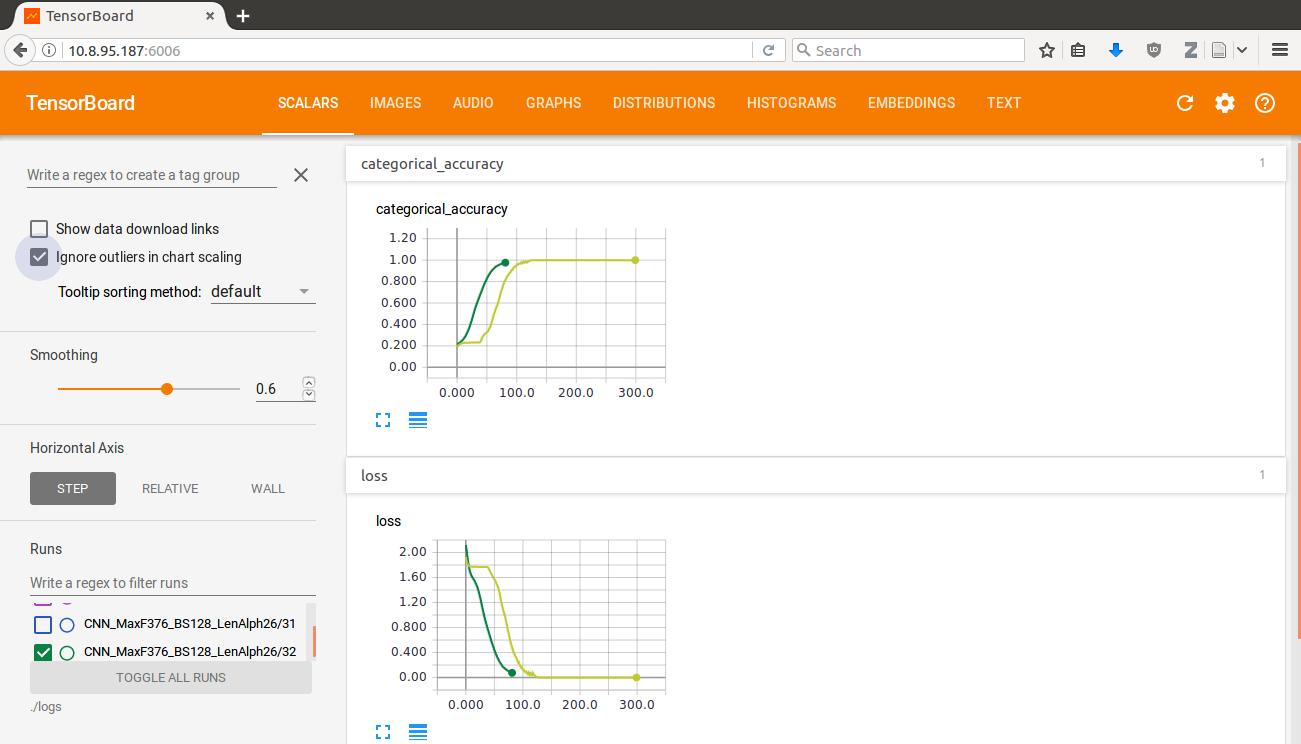 TensorBoard
10.8.95.187:6006
Search
TensorBoard
SCALARS IMAGES AUDIO GRAPHS DISTRIBUTIONS HISTOGRAMS EMBEDDINGS TEXT
Write a regex to create a tag group
Show data download links
Ignore outliers in chart scaling
Tooltip sorting method: default
Smoothing
0.6
Horizontal Axis
STEP RELATIVE WALL
Runs
Write a regex to filter runs
CNN_MaxF376_BS128_LenAlph26/31
CNN_MaxF376_BS128_LenAlph26/32
TOGGLE ALL RUNS
./logs
categorical_accuracy 1
categorical_accuracy
1.20
1.00
0.800
0.600
0.400
0.200
0.00
0.000 100.0 200.0 300.0
loss 1
loss
2.00
1.60
1.20
0.800
0.400
0.00
0.000 100.0 200.0 300.0